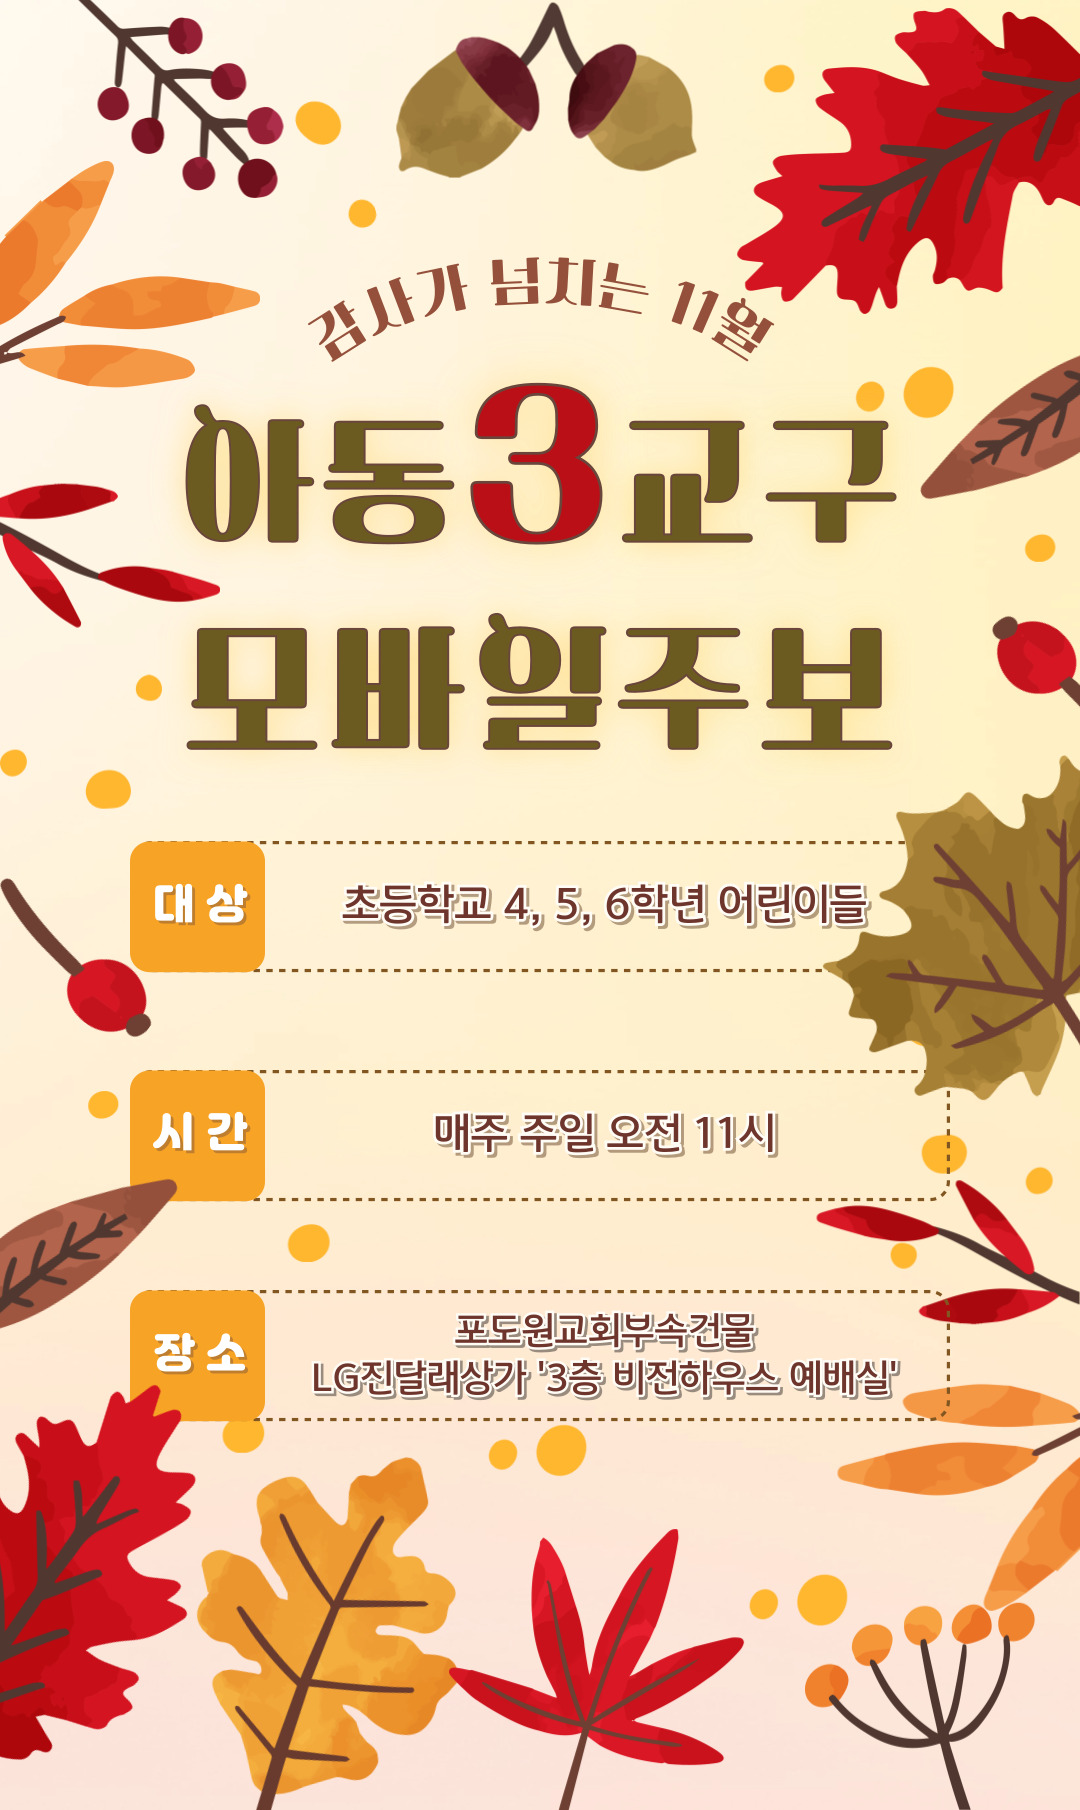 감사가 넘치는 11월
아동3교구
모바일주보
대상
초등학교 4, 5, 6학년 어린이들
시간
매주 주일 오전 11시
장소
포도원교회부속건물
LG진달래상가 '3층 비전하우스 예배실'